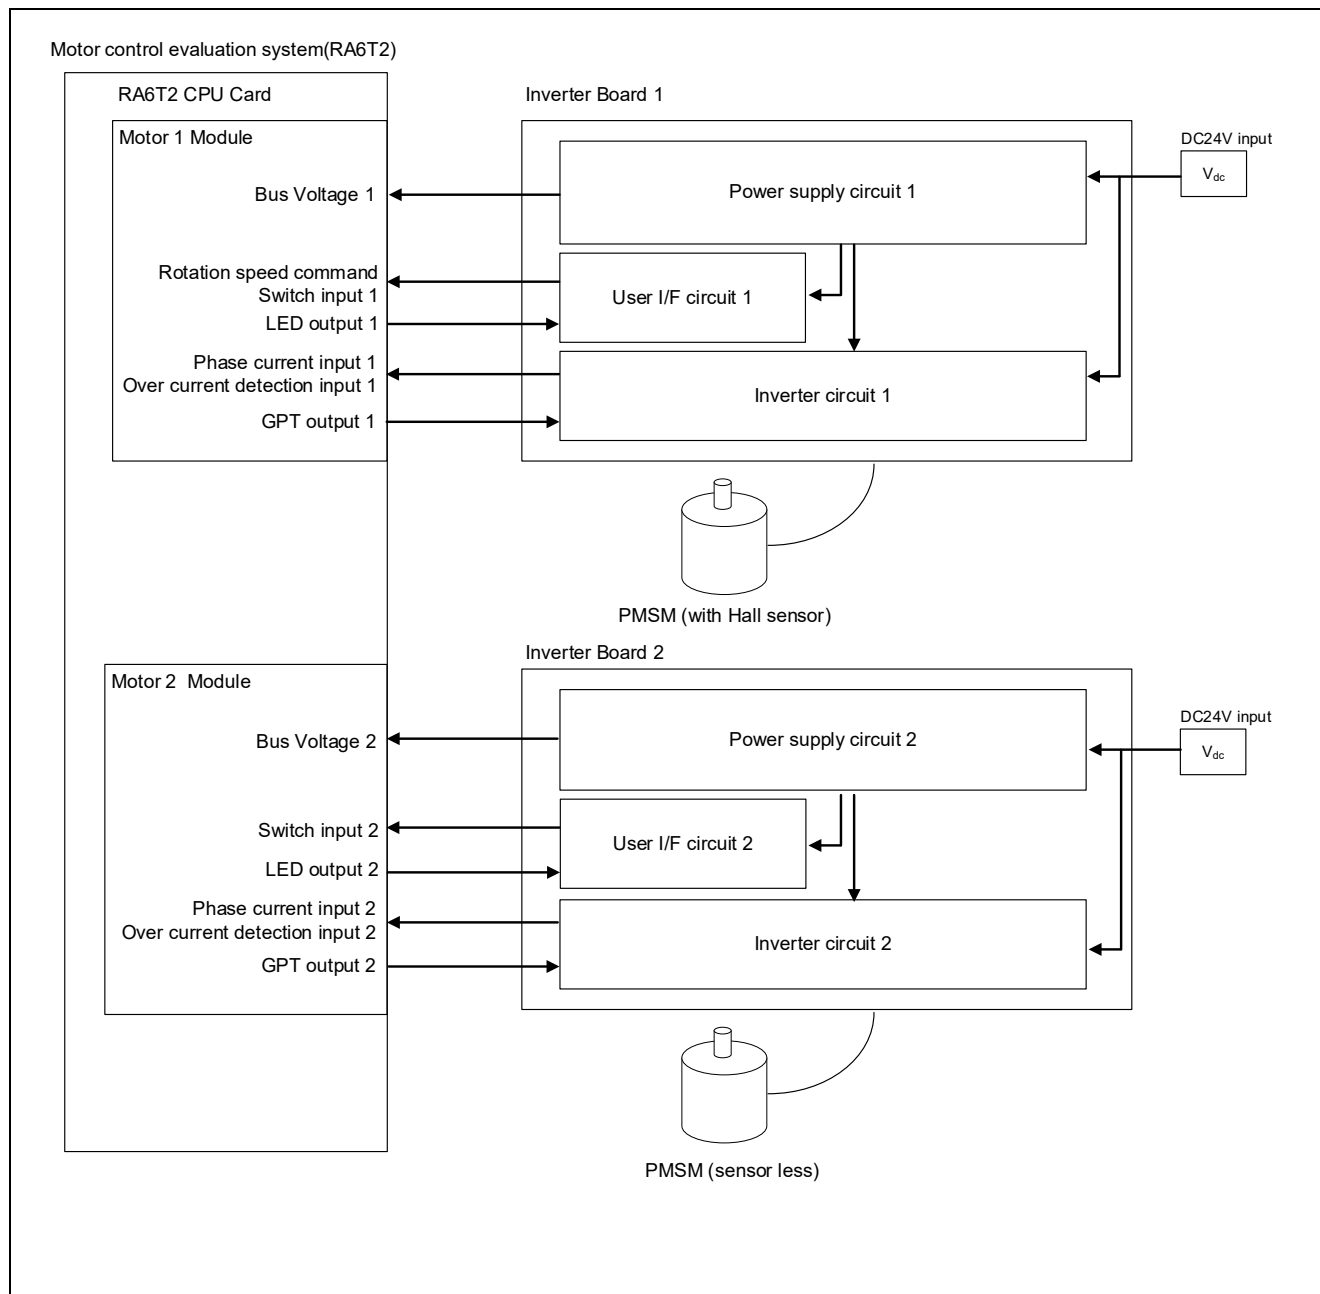 Motor control evaluation system(RA6T2)
RA6T2 CPU Card
Inverter Board 1
Motor 1 Module
DC24V input
Vdc
Bus Voltage 1
Power supply circuit 1
Rotation speed command
Switch input 1
User I/F circuit 1
LED output 1
Phase current input 1
Over current detection input 1
Inverter circuit 1
GPT output 1
PMSM (with Hall sensor)
Inverter Board 2
Motor 2 Module
DC24V input
Vdc
Bus Voltage 2
Power supply circuit 2
Switch input 2
User I/F circuit 2
LED output 2
Phase current input 2
Over current detection input 2
Inverter circuit 2
GPT output 2
PMSM (sensor less)